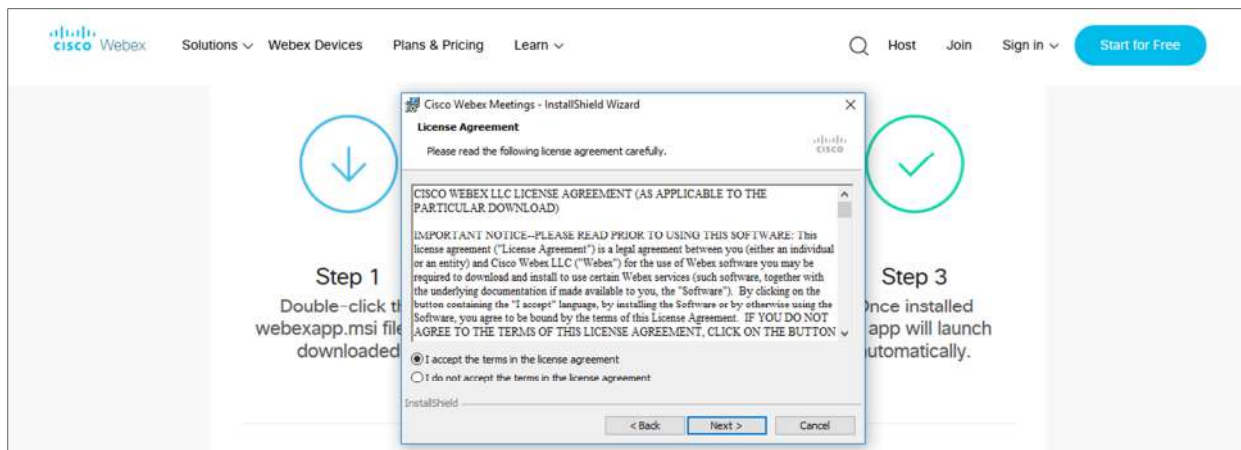 CISCO Webex Solutions Webex Devices Plans & Pricing Learn Host Join Sign in Start for Free
Cisco Webex Meetings - InstallShield Wizard
License Agreement
Please read the following license agreement carefully.
CISCO
CISCO WEBEX LLC LICENSE AGREEMENT (AS APPLICABLE TO THE
PARTICULAR DOWNLOAD)
IMPORTANT NOTICE--PLEASE READ PRIOR TO USING THIS SOFTWARE: This
license agreement ("License Agreement") is a legal agreement between you (either an individual
or an entity) and Cisco Webex LLC ("Webex") for the use of Webex software you may be
required to download and install to use certain Webex services (such software, together with
the underlying documentation if made available to you, the "Software"). By clicking on the
button containing the "I accept" language, by installing the Software or by otherwise using the
Software, you agree to be bound by the terms of this License Agreement. IF YOU DO NOT
AGREE TO THE TERMS OF THIS LICENSE AGREEMENT, CLICK ON THE BUTTON
I accept the terms in the license agreement
I do not accept the terms in the license agreement
InstallShield
< Back Next > Cancel
Step 1
Double-click
webexapp.msi
downloaded
Step 3
installed
app will launch
automatically.